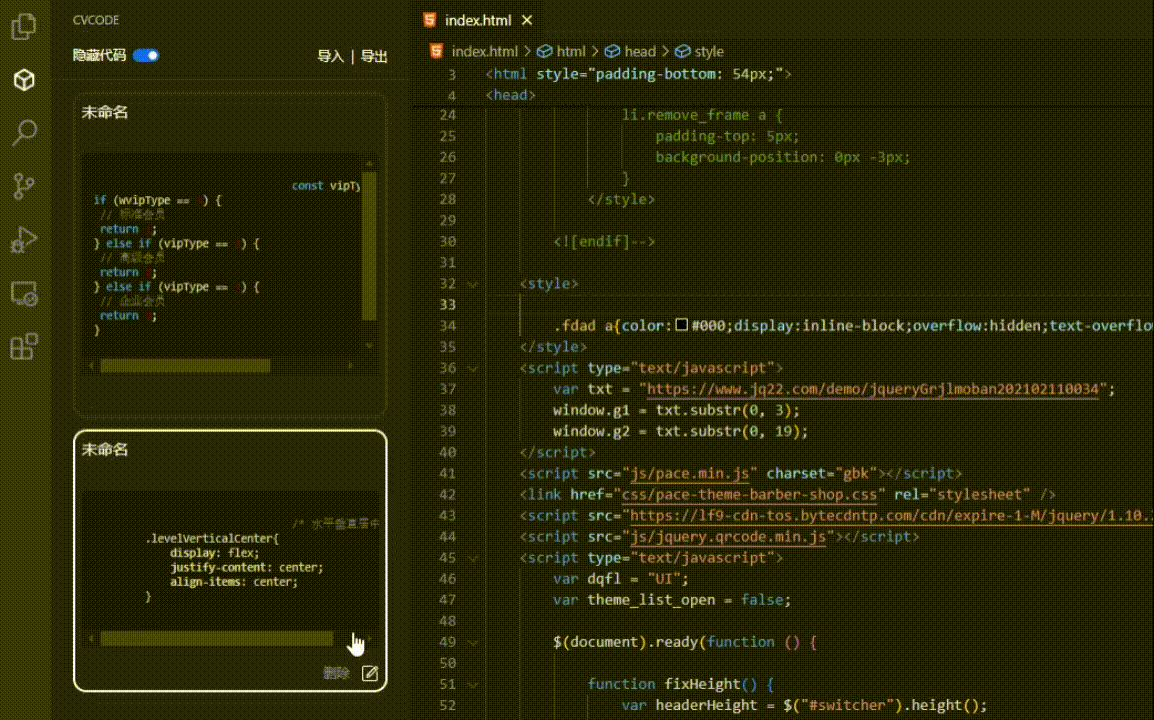 CVCODE
隐藏代码
导入 | 导出
未命名
const vipTy
if (wvipType == ) {
// 标准会员
return ;
} else if (vipType == ) {
// 高级会员
return ;
} else if (vipType == ) {
// 企业会员
return ;
}
未命名
/* 水平垂直居中
.levelVerticalCenter{
display: flex;
justify-content: center;
align-items: center;
}
删除
index.html
index.html > html > head > style
3 <html style="padding-bottom: 54px;">
4 <head>
24 li.remove_frame a {
25 padding-top: 5px;
26 background-position: 0px -3px;
27 }
28 </style>
29
30 <![endif]-->
31
32 <style>
33
34 .fdad a{color:#000;display:inline-block;overflow:hidden;text-overflo
35 </style>
36 <script type="text/javascript">
37 var txt = "https://www.jq22.com/demo/jqueryGrjlmoban202102110034";
38 window.g1 = txt.substr(0, 3);
39 window.g2 = txt.substr(0, 19);
40 </script>
41 <script src="js/pace.min.js" charset="gbk"></script>
42 <link href="css/pace-theme-barber-shop.css" rel="stylesheet" />
43 <script src="https://lf9-cdn-tos.bytecdntp.com/cdn/expire-1-M/jquery/1.10.
44 <script src="js/jquery.qrcode.min.js"></script>
45 <script type="text/javascript">
46 var dqfl = "UI";
47 var theme_list_open = false;
48
49 $(document).ready(function () {
50
51 function fixHeight() {
52 var headerHeight = $("#switcher").height();